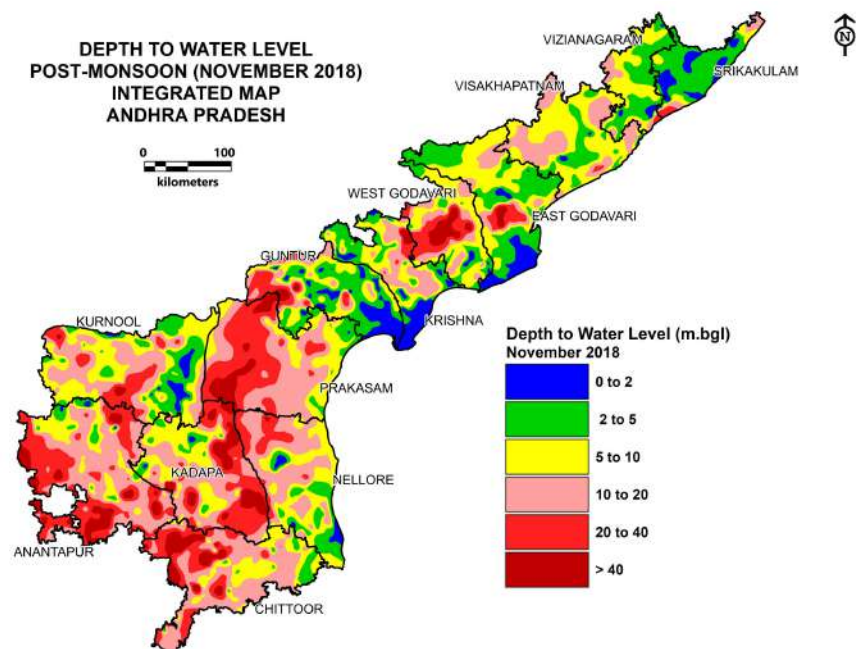 DEPTH TO WATER LEVEL
POST-MONSOON (NOVEMBER 2018)
INTEGRATED MAP
ANDHRA PRADESH
0 100
kilometers
N
VIZIANAGARAM
SRIKAKULAM
VISAKHAPATNAM
WEST GODAVARI
EAST GODAVARI
GUNTUR
KURNOOL
KRISHNA
PRAKASAM
KADAPA
NELLORE
ANANTAPUR
CHITTOOR
Depth to Water Level (m.bgl)
November 2018
0 to 2
2 to 5
5 to 10
10 to 20
20 to 40
> 40